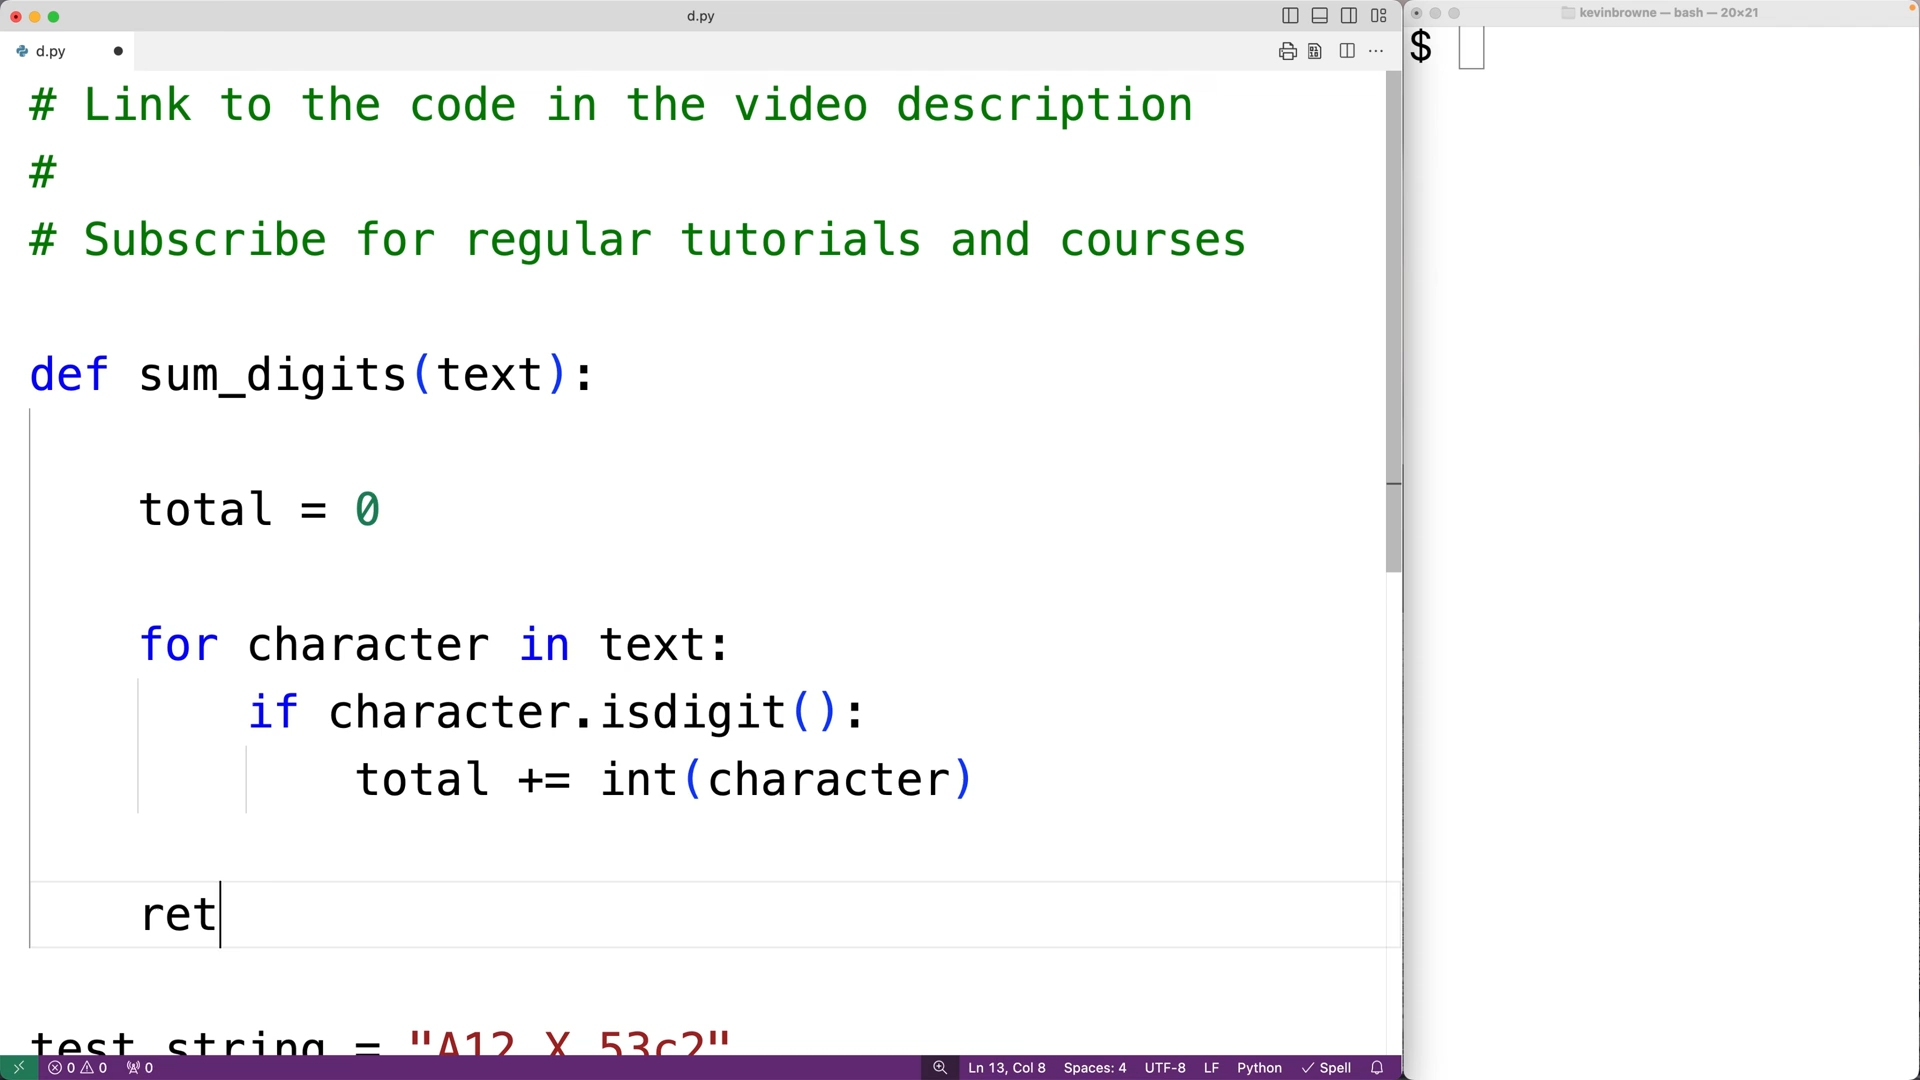 d.py
kevinbrowne — bash — 20×21
d.py
$
# Link to the code in the video description
#
# Subscribe for regular tutorials and courses
def sum_digits(text):
total = 0
for character in text:
if character.isdigit():
total += int(character)
ret
test_string = "A12 X 53c2"
0 0 0
Ln 13, Col 8 Spaces: 4 UTF-8 LF Python Spell